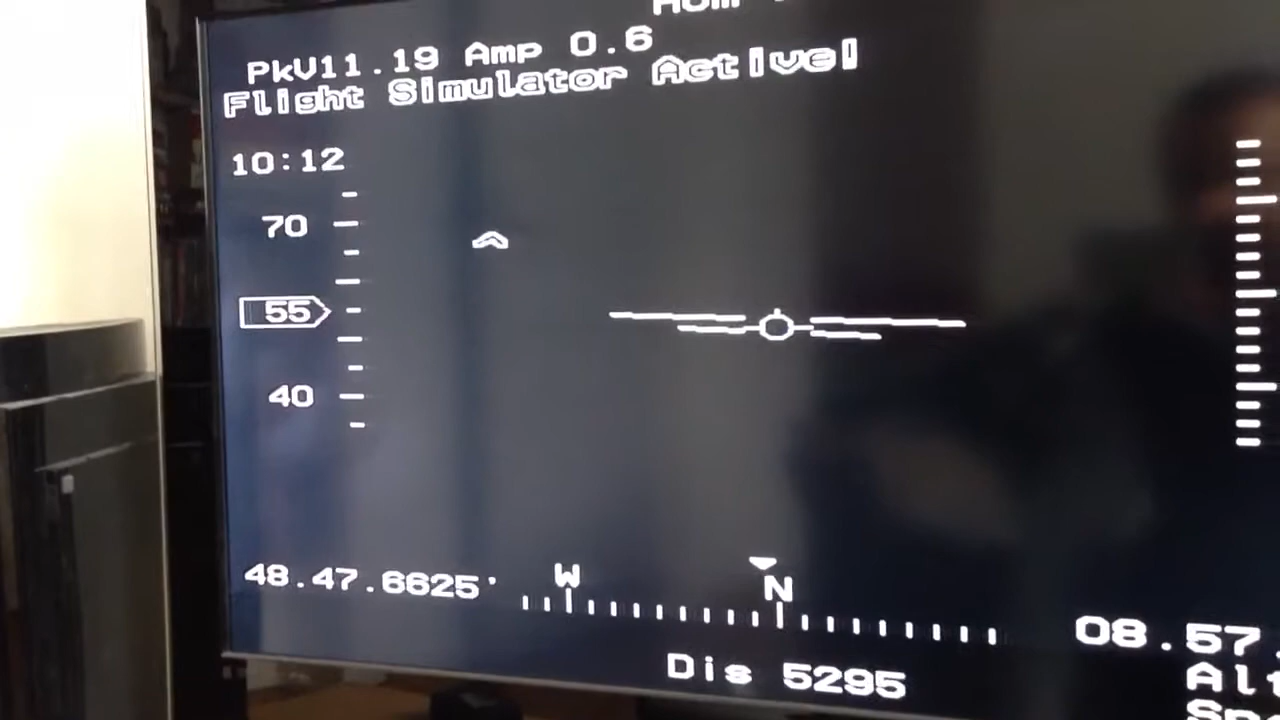 PkV11.19 Amp 0.6
Flight Simulator Active!
10:12
70
55
40
48.47.6625'
W
N
08.57.
Dis 5295
Alt